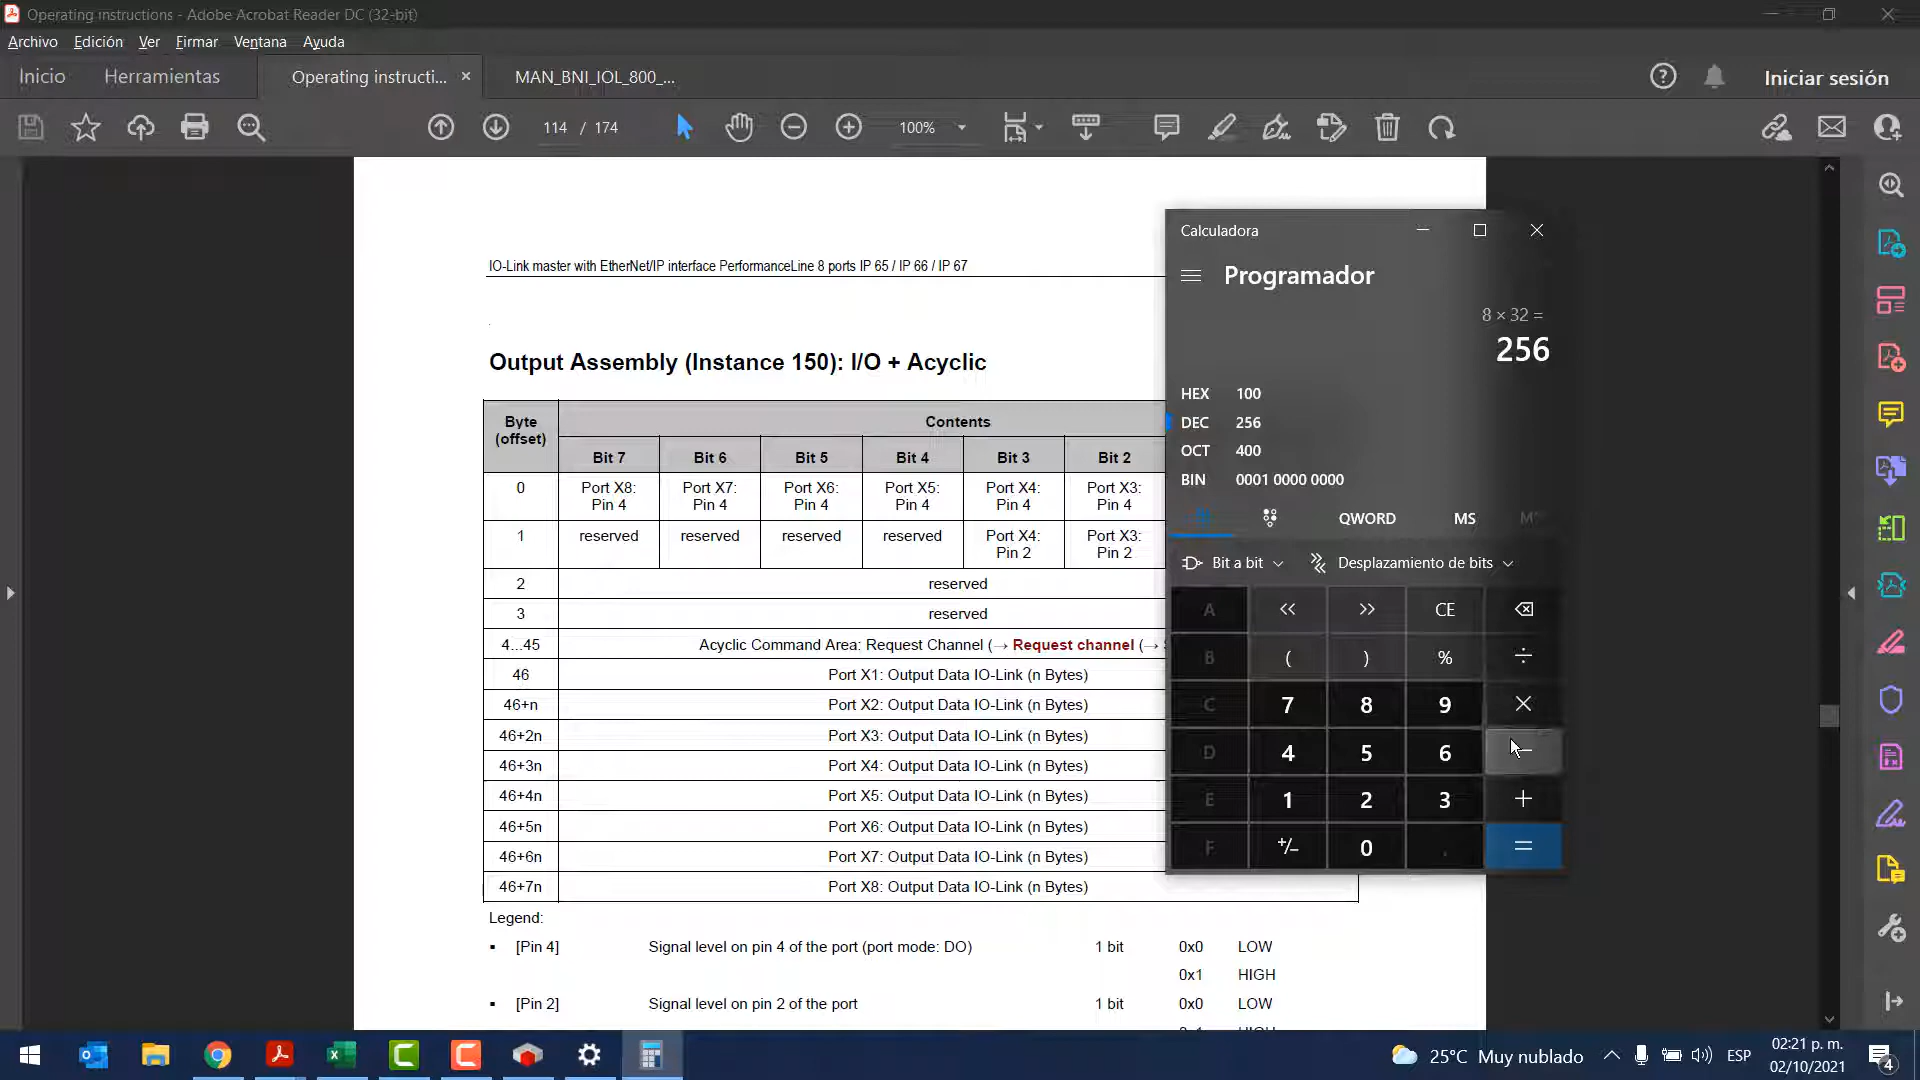 Operating instructions - Adobe Acrobat Reader DC (32-bit)
Archivo Edición Ver Firmar Ventana Ayuda
Inicio Herramientas Operating instructi... × MAN_BNI_IOL_800_... Iniciar sesión
114 / 174 100%
IO-Link master with EtherNet/IP interface PerformanceLine 8 ports IP 65 / IP 66 / IP 67
Output Assembly (Instance 150): I/O + Acyclic
Byte (offset) Contents
Bit 7 Bit 6 Bit 5 Bit 4 Bit 3 Bit 2
0 Port X8: Pin 4 Port X7: Pin 4 Port X6: Pin 4 Port X5: Pin 4 Port X4: Pin 4 Port X3: Pin 4
1 reserved reserved reserved reserved Port X4: Pin 2 Port X3: Pin 2
2 reserved
3 reserved
4...45 Acyclic Command Area: Request Channel (→ Request channel (→
46 Port X1: Output Data IO-Link (n Bytes)
46+n Port X2: Output Data IO-Link (n Bytes)
46+2n Port X3: Output Data IO-Link (n Bytes)
46+3n Port X4: Output Data IO-Link (n Bytes)
46+4n Port X5: Output Data IO-Link (n Bytes)
46+5n Port X6: Output Data IO-Link (n Bytes)
46+6n Port X7: Output Data IO-Link (n Bytes)
46+7n Port X8: Output Data IO-Link (n Bytes)
Legend:
▪ [Pin 4] Signal level on pin 4 of the port (port mode: DO) 1 bit 0x0 LOW
0x1 HIGH
▪ [Pin 2] Signal level on pin 2 of the port 1 bit 0x0 LOW
Calculadora
Programador
8 × 32 =
256
HEX 100
DEC 256
OCT 400
BIN 0001 0000 0000
QWORD MS
Bit a bit Desplazamiento de bits
A << >> CE
B ( ) % ÷
C 7 8 9 ×
D 4 5 6 −
E 1 2 3 +
F +/− 0 . =
25°C Muy nublado ESP 02:21 p. m.
02/10/2021
4